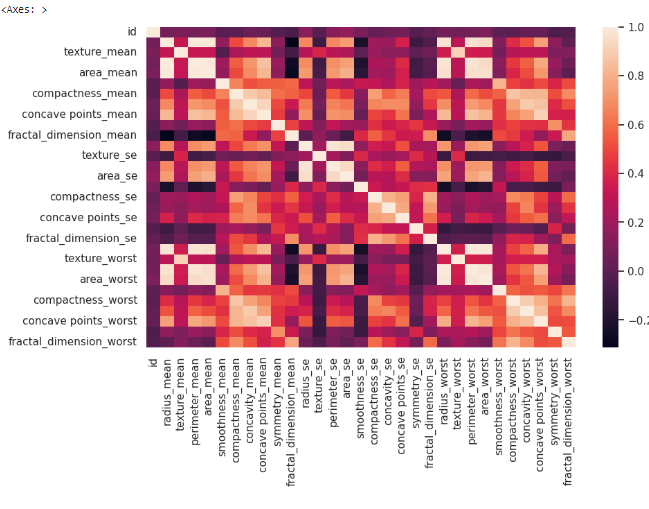 <Axes: >
id
texture_mean
area_mean
compactness_mean
concave points_mean
fractal_dimension_mean
texture_se
area_se
compactness_se
concave points_se
fractal_dimension_se
texture_worst
area_worst
compactness_worst
concave points_worst
fractal_dimension_worst
id
radius_mean
texture_mean
perimeter_mean
area_mean
smoothness_mean
compactness_mean
concavity_mean
concave points_mean
symmetry_mean
fractal_dimension_mean
radius_se
texture_se
perimeter_se
area_se
smoothness_se
compactness_se
concavity_se
concave points_se
symmetry_se
fractal_dimension_se
radius_worst
texture_worst
perimeter_worst
area_worst
smoothness_worst
compactness_worst
concavity_worst
concave points_worst
symmetry_worst
fractal_dimension_worst
1.0
0.8
0.6
0.4
0.2
0.0